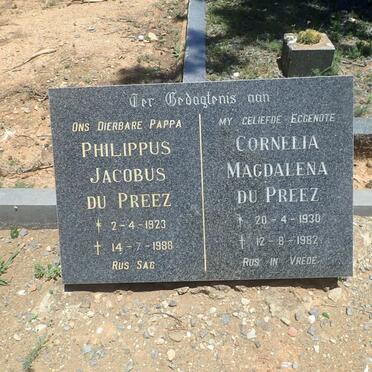 Ter Gedagtenis aan
Ons Dierbare Pappa
Philippus
Jacobus
du Preez
* 2-4-1923
† 14-7-1988
Rus Sag
My Geliefde Eggenote
Cornelia
Magdalena
du Preez
* 20-4-1930
† 12-8-1982
Rus in Vrede